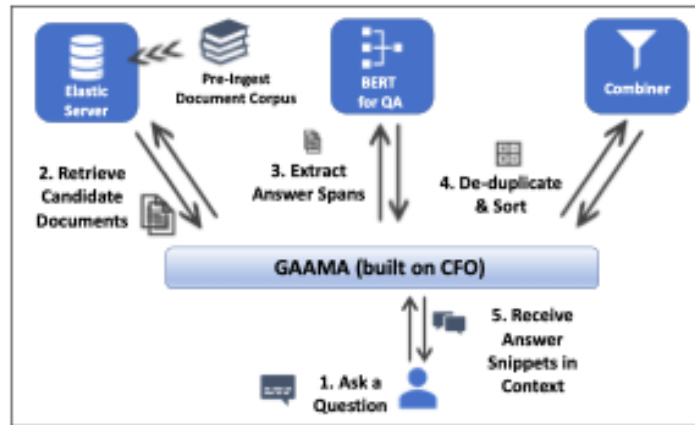 Elastic
Server
Pre-Ingest
Document Corpus
BERT
for QA
Combiner
2. Retrieve
Candidate
Documents
3. Extract
Answer Spans
4. De-duplicate
& Sort
GAAMA (built on CFO)
1. Ask a
Question
5. Receive
Answer
Snippets in
Context